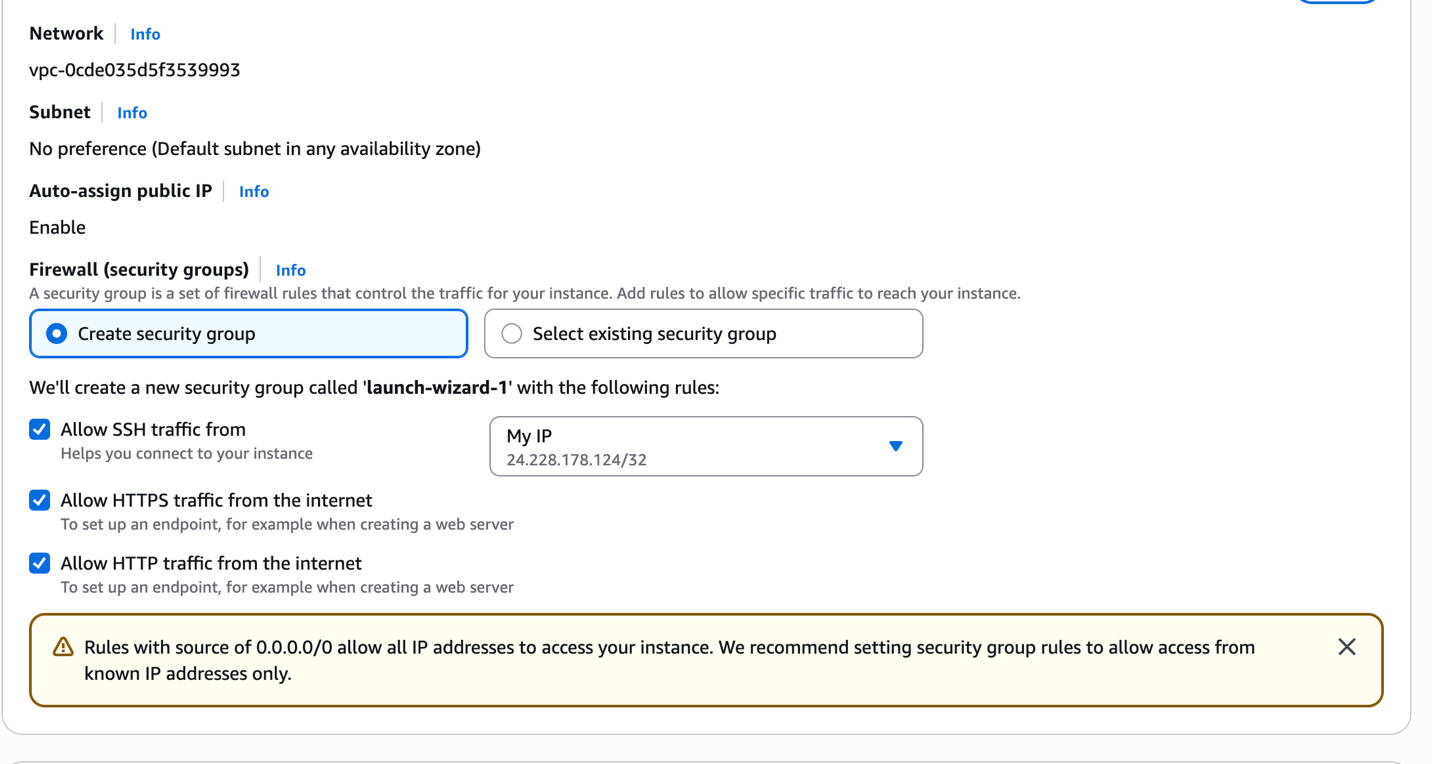 Network Info
vpc-0cde035d5f3539993
Subnet Info
No preference (Default subnet in any availability zone)
Auto-assign public IP Info
Enable
Firewall (security groups) Info
A security group is a set of firewall rules that control the traffic for your instance. Add rules to allow specific traffic to reach your instance.
Create security group Select existing security group
We'll create a new security group called 'launch-wizard-1' with the following rules:
Allow SSH traffic from My IP
Helps you connect to your instance 24.228.178.124/32
Allow HTTPS traffic from the internet
To set up an endpoint, for example when creating a web server
Allow HTTP traffic from the internet
To set up an endpoint, for example when creating a web server
Rules with source of 0.0.0.0/0 allow all IP addresses to access your instance. We recommend setting security group rules to allow access from
known IP addresses only.